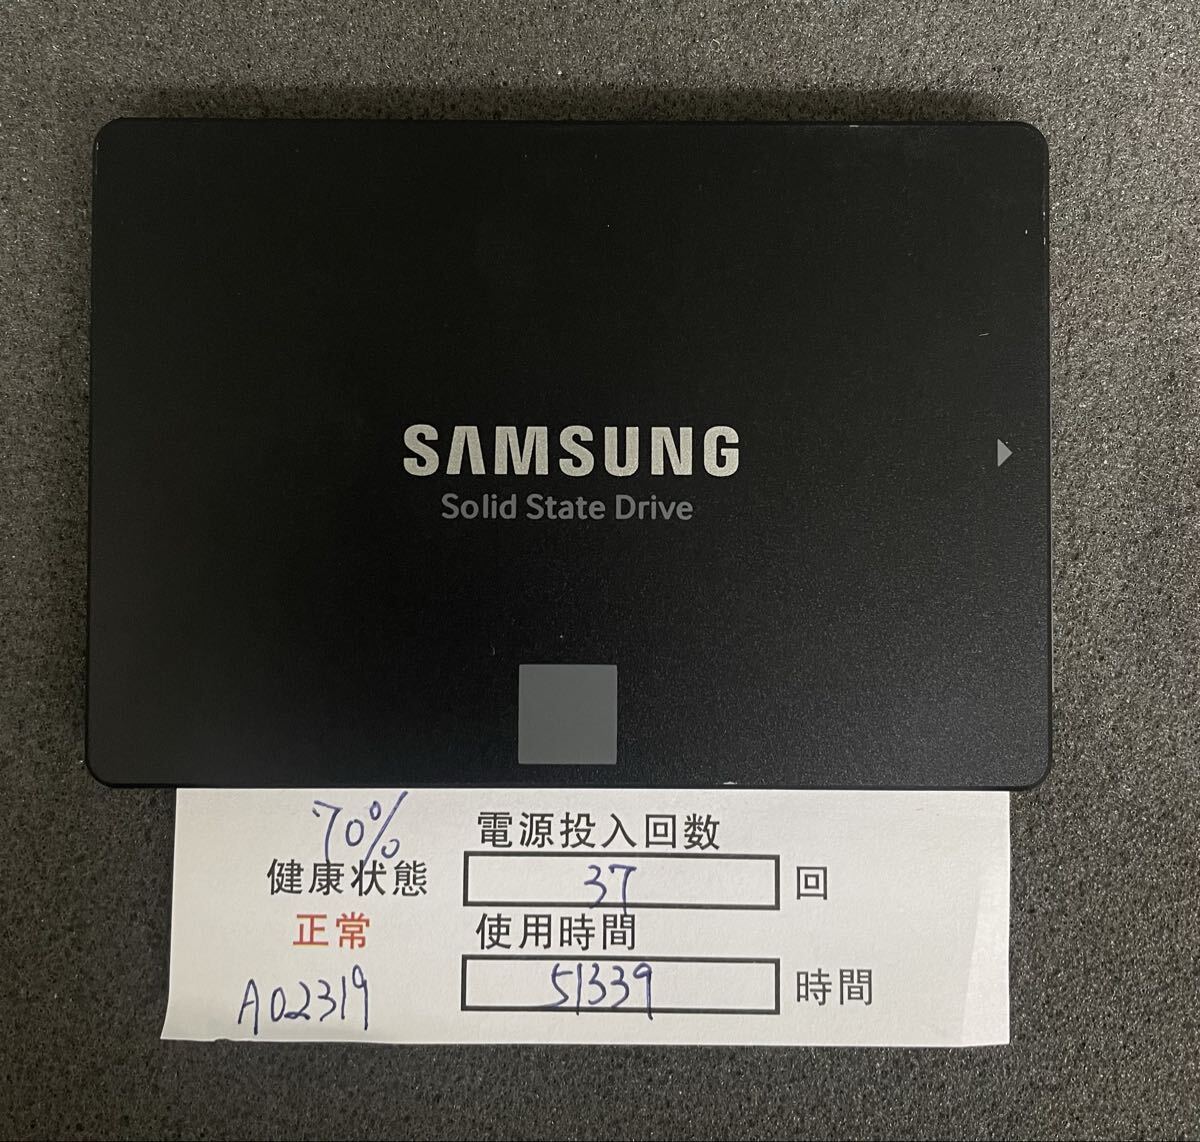 SAMSUNG
Solid State Drive
70%
健康状態
正常
A02319
電源投入回数
37 回
使用時間
51339 時間